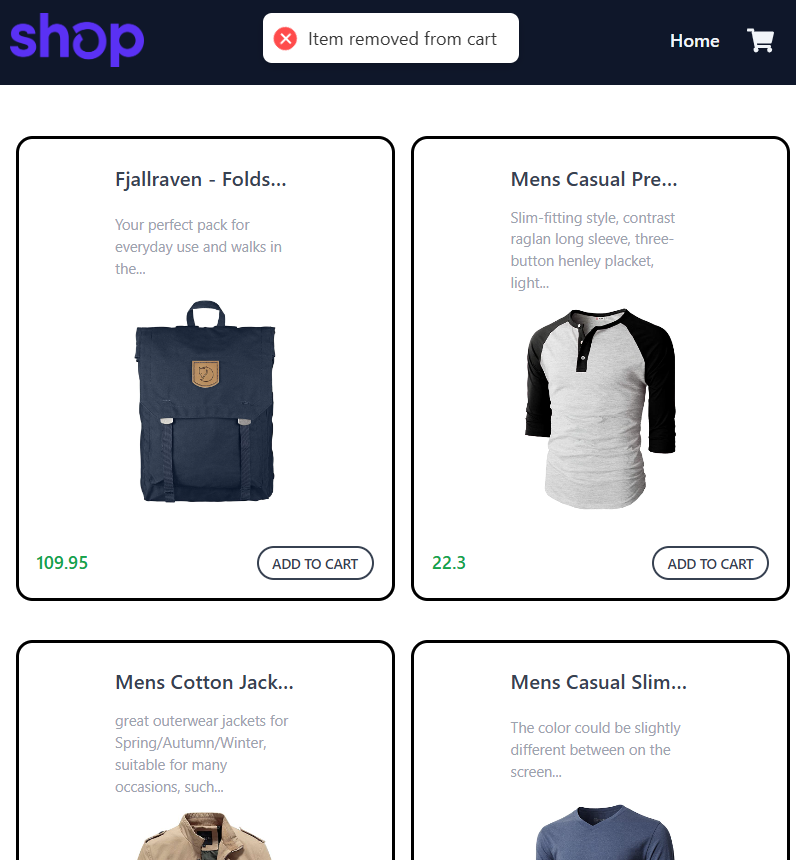 shop
Item removed from cart
Home
Fjallraven - Folds...
Your perfect pack for
everyday use and walks in
the...
109.95
ADD TO CART
Mens Casual Pre...
Slim-fitting style, contrast
raglan long sleeve, three-
button henley placket,
light...
22.3
ADD TO CART
Mens Cotton Jack...
great outerwear jackets for
Spring/Autumn/Winter,
suitable for many
occasions, such...
Mens Casual Slim...
The color could be slightly
different between on the
screen...